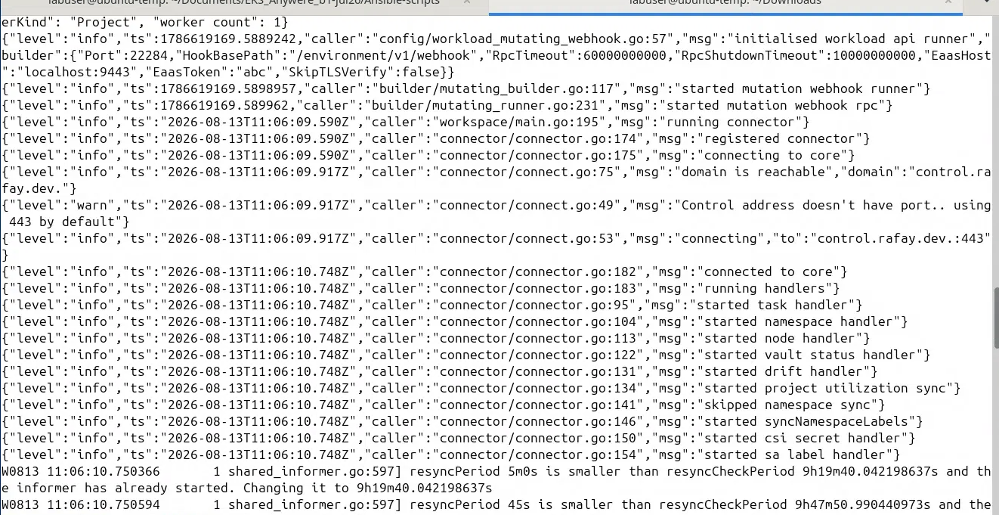 labuser@ubuntu-temp: ~/Documents/EKS_Anywere_b1-jul26/Ansible-scripts
labuser@ubuntu-temp: ~/Downloads
erKind": "Project", "worker count": 1}
{"level":"info","ts":1786619169.5889242,"caller":"config/workload_mutating_webhook.go:57","msg":"initialised workload api runner","
builder":{"Port":22284,"HookBasePath":"/environment/v1/webhook","RpcTimeout":60000000000,"RpcShutdownTimeout":10000000000,"EaasHost
":"localhost:9443","EaasToken":"abc","SkipTLSVerify":false}}
{"level":"info","ts":1786619169.5898957,"caller":"builder/mutating_builder.go:117","msg":"started mutation webhook runner"}
{"level":"info","ts":1786619169.589962,"caller":"builder/mutating_runner.go:231","msg":"started mutation webhook rpc"}
{"level":"info","ts":"2026-08-13T11:06:09.590Z","caller":"workspace/main.go:195","msg":"running connector"}
{"level":"info","ts":"2026-08-13T11:06:09.590Z","caller":"connector/connector.go:174","msg":"registered connector"}
{"level":"info","ts":"2026-08-13T11:06:09.590Z","caller":"connector/connector.go:175","msg":"connecting to core"}
{"level":"info","ts":"2026-08-13T11:06:09.917Z","caller":"connector/connect.go:75","msg":"domain is reachable","domain":"control.ra
fay.dev."}
{"level":"warn","ts":"2026-08-13T11:06:09.917Z","caller":"connector/connect.go:49","msg":"Control address doesn't have port.. using
 443 by default"}
{"level":"info","ts":"2026-08-13T11:06:09.917Z","caller":"connector/connect.go:53","msg":"connecting","to":"control.rafay.dev.:443"
}
{"level":"info","ts":"2026-08-13T11:06:10.748Z","caller":"connector/connector.go:182","msg":"connected to core"}
{"level":"info","ts":"2026-08-13T11:06:10.748Z","caller":"connector/connector.go:183","msg":"running handlers"}
{"level":"info","ts":"2026-08-13T11:06:10.748Z","caller":"connector/connector.go:95","msg":"started task handler"}
{"level":"info","ts":"2026-08-13T11:06:10.748Z","caller":"connector/connector.go:104","msg":"started namespace handler"}
{"level":"info","ts":"2026-08-13T11:06:10.748Z","caller":"connector/connector.go:113","msg":"started node handler"}
{"level":"info","ts":"2026-08-13T11:06:10.748Z","caller":"connector/connector.go:122","msg":"started vault status handler"}
{"level":"info","ts":"2026-08-13T11:06:10.748Z","caller":"connector/connector.go:131","msg":"started drift handler"}
{"level":"info","ts":"2026-08-13T11:06:10.748Z","caller":"connector/connector.go:134","msg":"started project utilization sync"}
{"level":"info","ts":"2026-08-13T11:06:10.748Z","caller":"connector/connector.go:141","msg":"skipped namespace sync"}
{"level":"info","ts":"2026-08-13T11:06:10.748Z","caller":"connector/connector.go:146","msg":"started syncNamespaceLabels"}
{"level":"info","ts":"2026-08-13T11:06:10.748Z","caller":"connector/connector.go:150","msg":"started csi secret handler"}
{"level":"info","ts":"2026-08-13T11:06:10.748Z","caller":"connector/connector.go:154","msg":"started sa label handler"}
W0813 11:06:10.750366       1 shared_informer.go:597] resyncPeriod 5m0s is smaller than resyncCheckPeriod 9h19m40.042198637s and th
e informer has already started. Changing it to 9h19m40.042198637s
W0813 11:06:10.750594       1 shared_informer.go:597] resyncPeriod 45s is smaller than resyncCheckPeriod 9h47m50.990440973s and the